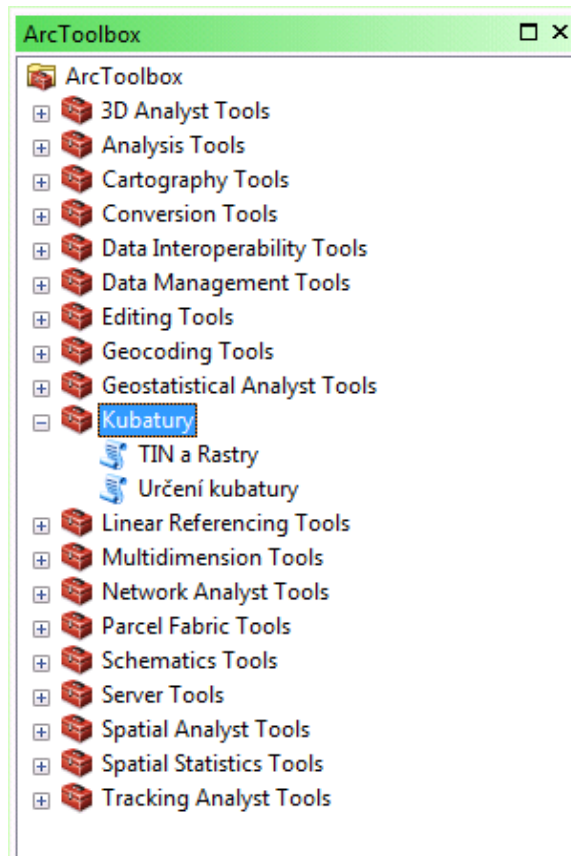 ArcToolbox
ArcToolbox
3D Analyst Tools
Analysis Tools
Cartography Tools
Conversion Tools
Data Interoperability Tools
Data Management Tools
Editing Tools
Geocoding Tools
Geostatistical Analyst Tools
Kubatury
TIN a Rastry
Určení kubatury
Linear Referencing Tools
Multidimension Tools
Network Analyst Tools
Parcel Fabric Tools
Schematics Tools
Server Tools
Spatial Analyst Tools
Spatial Statistics Tools
Tracking Analyst Tools